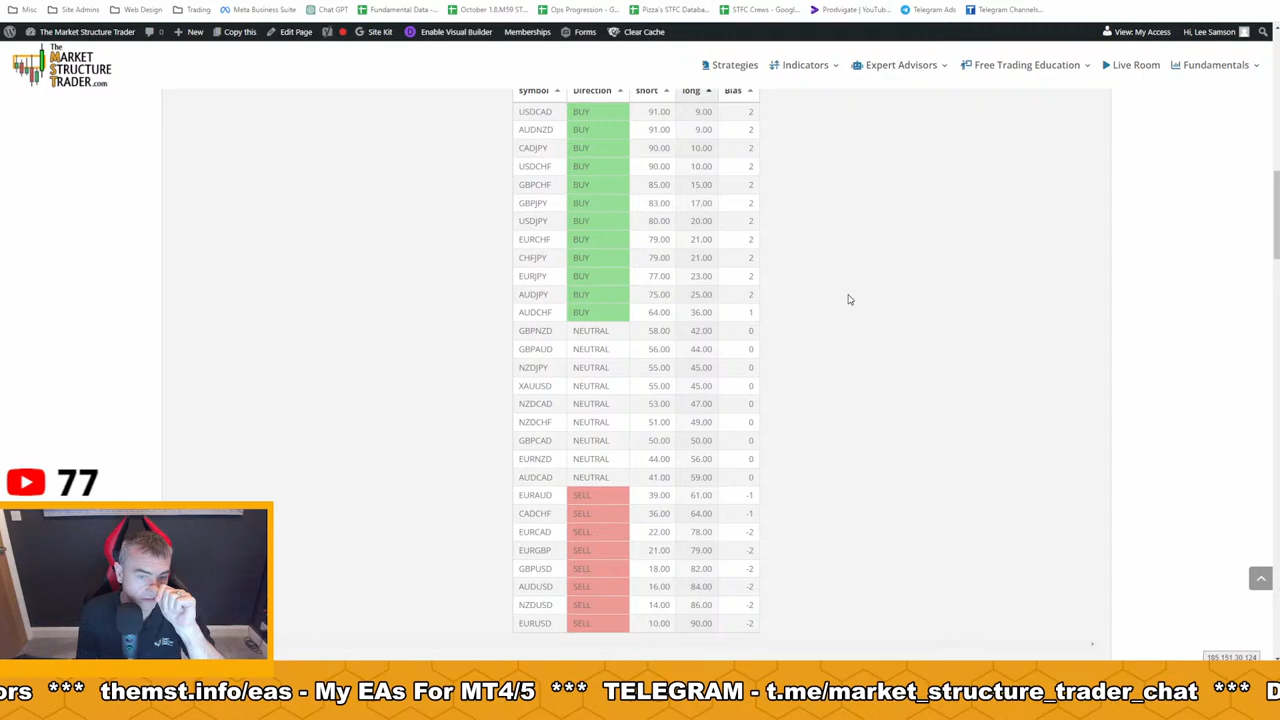 Misc Site Admins Web Design Trading Meta Business Suite Chat GPT Fundamental Data -... October 1.8.M59 ST... Ops Progression - G... Pizza's STFC Databa... STFC Crews - Googl... Prodvigate | YouTub... Telegram Ads Telegram Channels...
The Market Structure Trader 0 New Copy this Edit Page Site Kit Enable Visual Builder Memberships Forms Clear Cache View: My Access Hi, Lee Samson
The
MARKET
STRUCTURE
TRADER.com
Strategies Indicators Expert Advisors Free Trading Education Live Room Fundamentals
symbol Direction short long Bias
USDCAD BUY 91.00 9.00 2
AUDNZD BUY 91.00 9.00 2
CADJPY BUY 90.00 10.00 2
USDCHF BUY 90.00 10.00 2
GBPCHF BUY 85.00 15.00 2
GBPJPY BUY 83.00 17.00 2
USDJPY BUY 80.00 20.00 2
EURCHF BUY 79.00 21.00 2
CHFJPY BUY 79.00 21.00 2
EURJPY BUY 77.00 23.00 2
AUDJPY BUY 75.00 25.00 2
AUDCHF BUY 64.00 36.00 1
GBPNZD NEUTRAL 58.00 42.00 0
GBPAUD NEUTRAL 56.00 44.00 0
NZDJPY NEUTRAL 55.00 45.00 0
XAUUSD NEUTRAL 55.00 45.00 0
NZDCAD NEUTRAL 53.00 47.00 0
NZDCHF NEUTRAL 51.00 49.00 0
GBPCAD NEUTRAL 50.00 50.00 0
EURNZD NEUTRAL 44.00 56.00 0
AUDCAD NEUTRAL 41.00 59.00 0
EURAUD SELL 39.00 61.00 -1
CADCHF SELL 36.00 64.00 -1
EURCAD SELL 22.00 78.00 -2
EURGBP SELL 21.00 79.00 -2
GBPUSD SELL 18.00 82.00 -2
AUDUSD SELL 16.00 84.00 -2
NZDUSD SELL 14.00 86.00 -2
EURUSD SELL 10.00 90.00 -2
77
185.151.30.124
ors *** themst.info/eas - My EAs For MT4/5 *** TELEGRAM - t.me/market_structure_trader_chat *** D